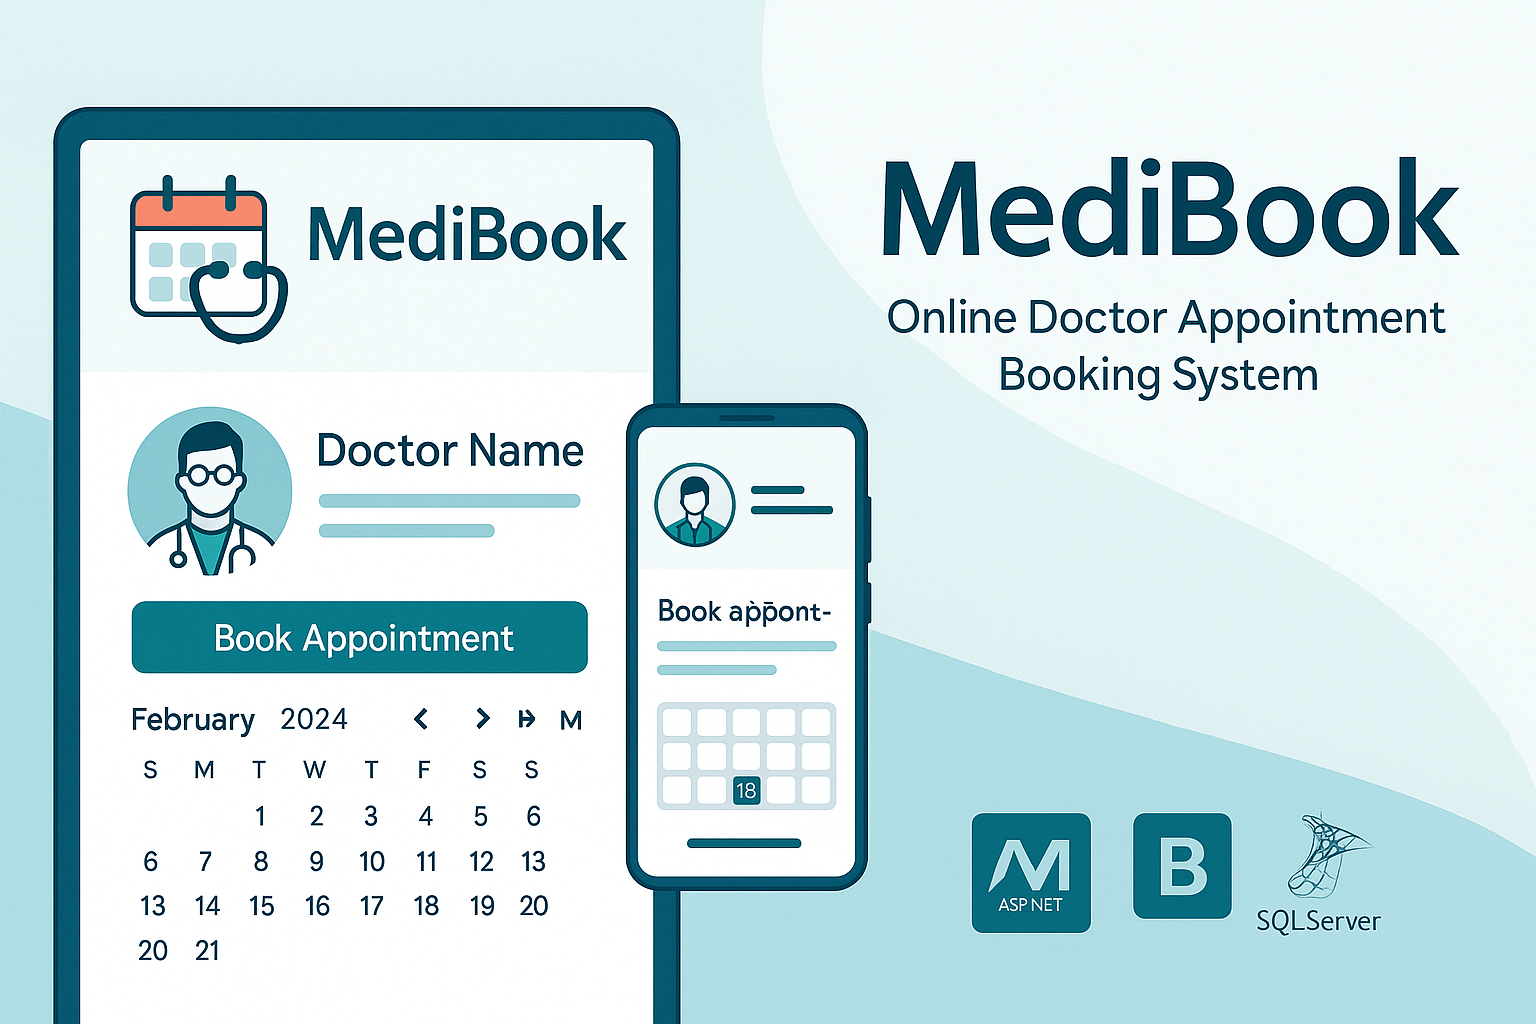 MediBook
Doctor Name
Book Appointment
February 2024 M
S M T W T F S S
1 2 3 4 5 6
6 7 8 9 10 11 12 13
13 14 15 16 17 18 19 20
20 21
Book appont-
18
MediBook
Online Doctor Appointment
Booking System
M
ASP NET
B
SQLServer